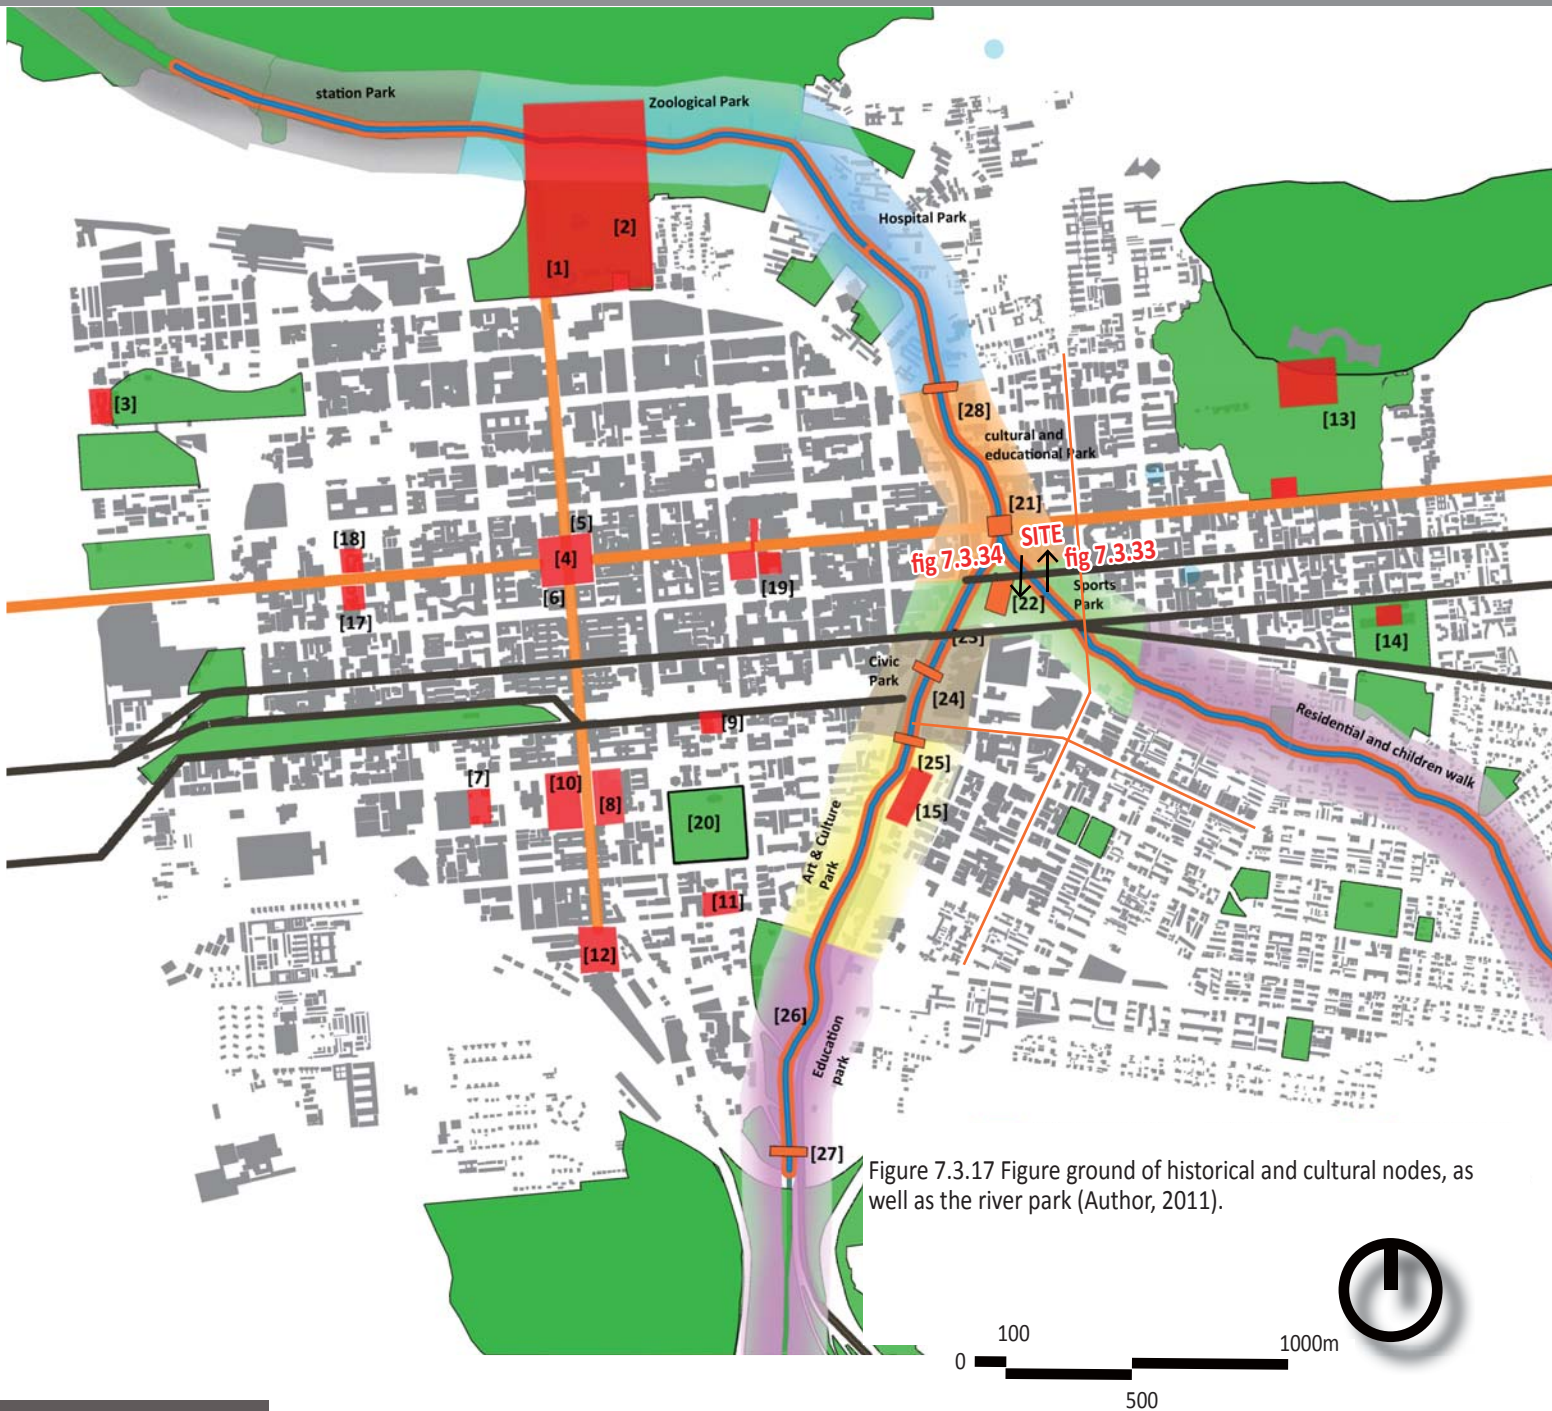 station Park
Zoological Park
Hospital Park
[2]
[1]
[3]
[28]
[13]
cultural and
educational Park
[21]
[5]
[18]
[4]
SITE
fig 7.3.34
fig 7.3.33
[6]
[19]
Sports
Park
[22]
[17]
[23]
[14]
Civic
Park
[24]
[9]
Residential and children walk
[25]
[7]
[10]
[8]
[15]
[20]
Art & Culture
Park
[11]
[12]
[26]
Education
park
[27]
Figure 7.3.17 Figure ground of historical and cultural nodes, as
well as the river park (Author, 2011).
100
1000m
0
500